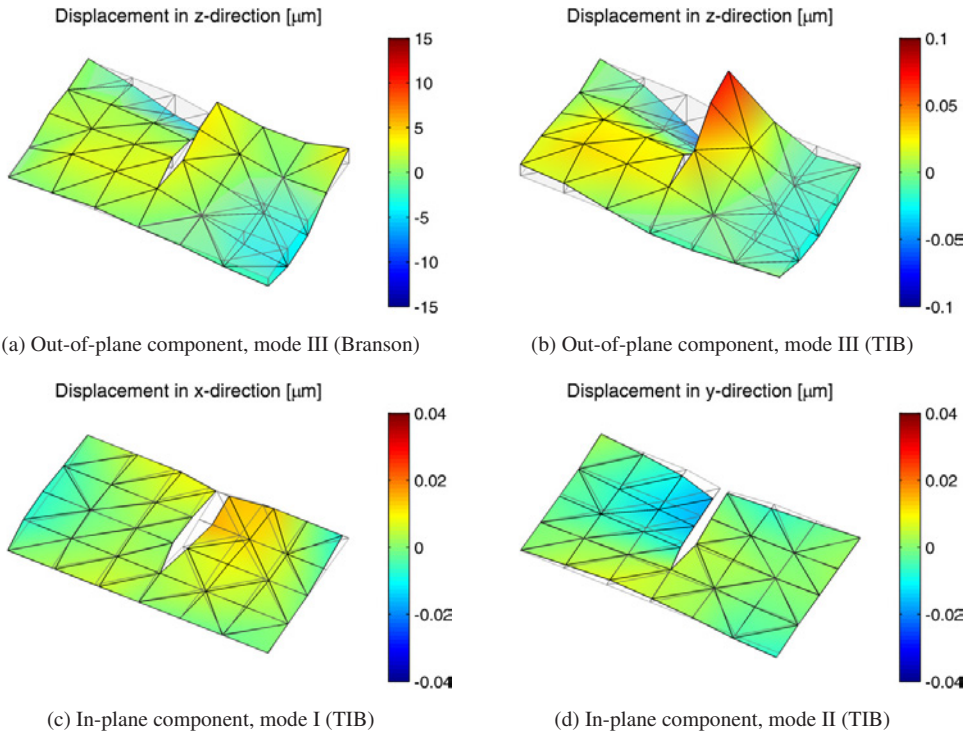 Displacement in z-direction [μm]
15
10
5
0
-5
-10
-15
(a) Out-of-plane component, mode III (Branson)
Displacement in z-direction [μm]
0.1
0.05
0
-0.05
-0.1
(b) Out-of-plane component, mode III (TIB)
Displacement in x-direction [μm]
0.04
0.02
0
-0.02
-0.04
(c) In-plane component, mode I (TIB)
Displacement in y-direction [μm]
0.04
0.02
0
-0.02
-0.04
(d) In-plane component, mode II (TIB)